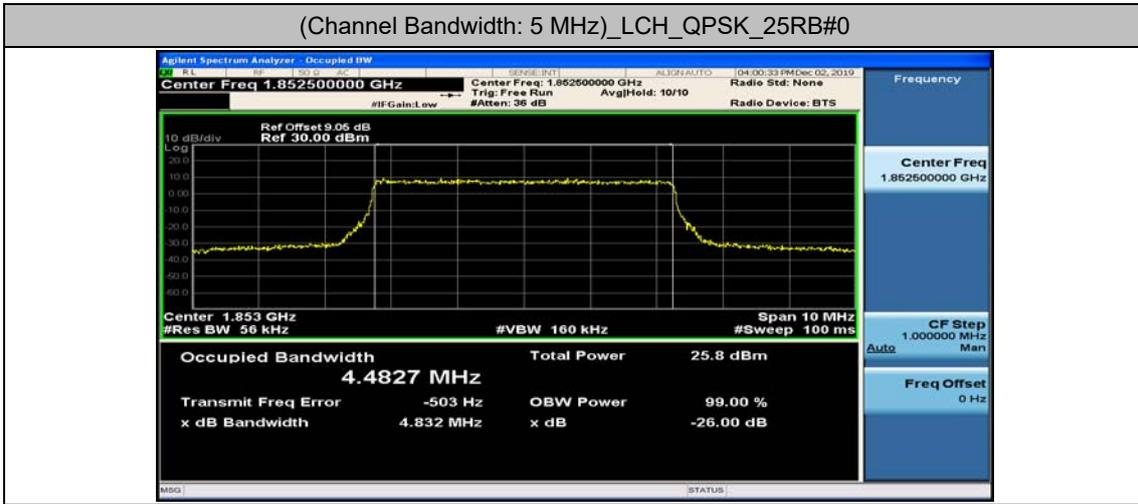 (Channel Bandwidth: 5 MHz)_LCH_QPSK_25RB#0
Agilent Spectrum Analyzer - Occupied BW
RL RF 50 Ω AC SENSE:INT ALIGN AUTO 04:00:33 PM Dec 02, 2019
Center Freq 1.852500000 GHz
Center Freq: 1.852500000 GHz
Radio Std: None
Trig: Free Run Avg|Hold: 10/10
#IFGain:Low #Atten: 36 dB Radio Device: BTS
Ref Offset 9.05 dB
10 dB/div Ref 30.00 dBm
Log
20.0
10.0
0.00
-10.0
-20.0
-30.0
-40.0
-50.0
-60.0
Center 1.853 GHz Span 10 MHz
#Res BW 56 kHz #VBW 160 kHz #Sweep 100 ms
Occupied Bandwidth Total Power 25.8 dBm
4.4827 MHz
Transmit Freq Error -503 Hz OBW Power 99.00 %
x dB Bandwidth 4.832 MHz x dB -26.00 dB
MSG STATUS
Frequency
Center Freq
1.852500000 GHz
CF Step
1.000000 MHz
Auto Man
Freq Offset
0 Hz